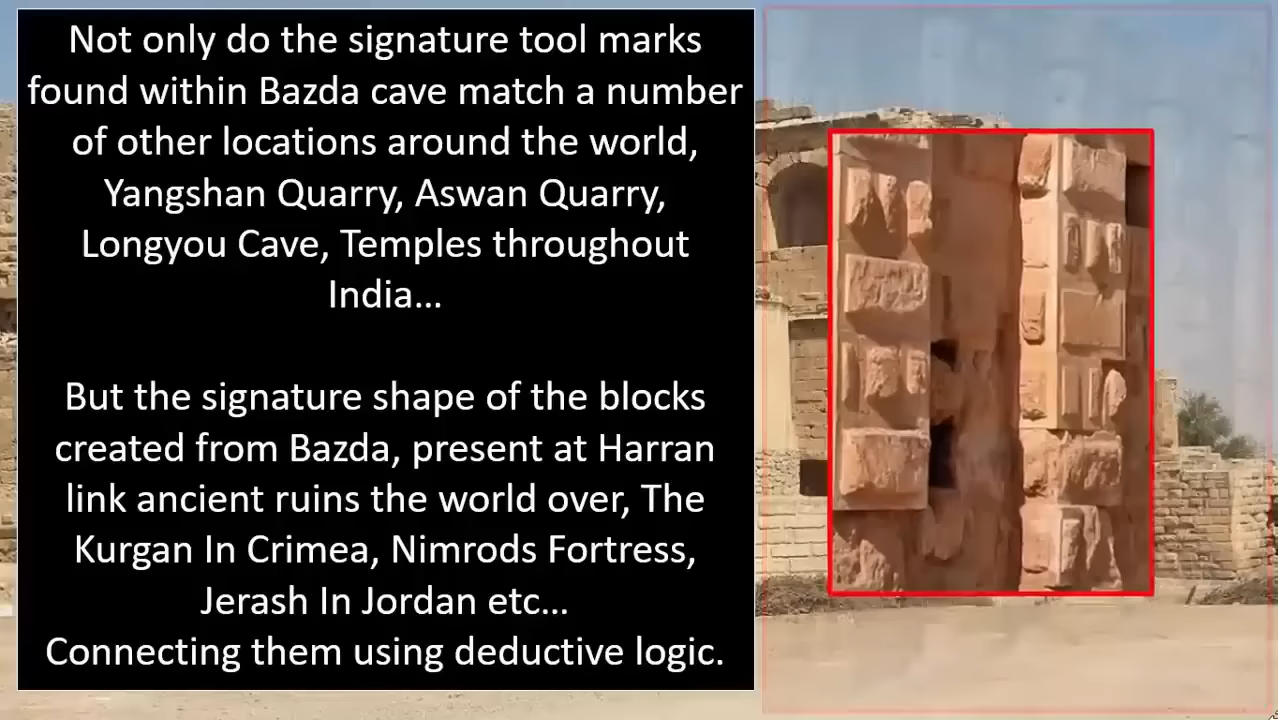 Not only do the signature tool marks
found within Bazda cave match a number
of other locations around the world,
Yangshan Quarry, Aswan Quarry,
Longyou Cave, Temples throughout
India...
But the signature shape of the blocks
created from Bazda, present at Harran
link ancient ruins the world over, The
Kurgan In Crimea, Nimrods Fortress,
Jerash In Jordan etc...
Connecting them using deductive logic.